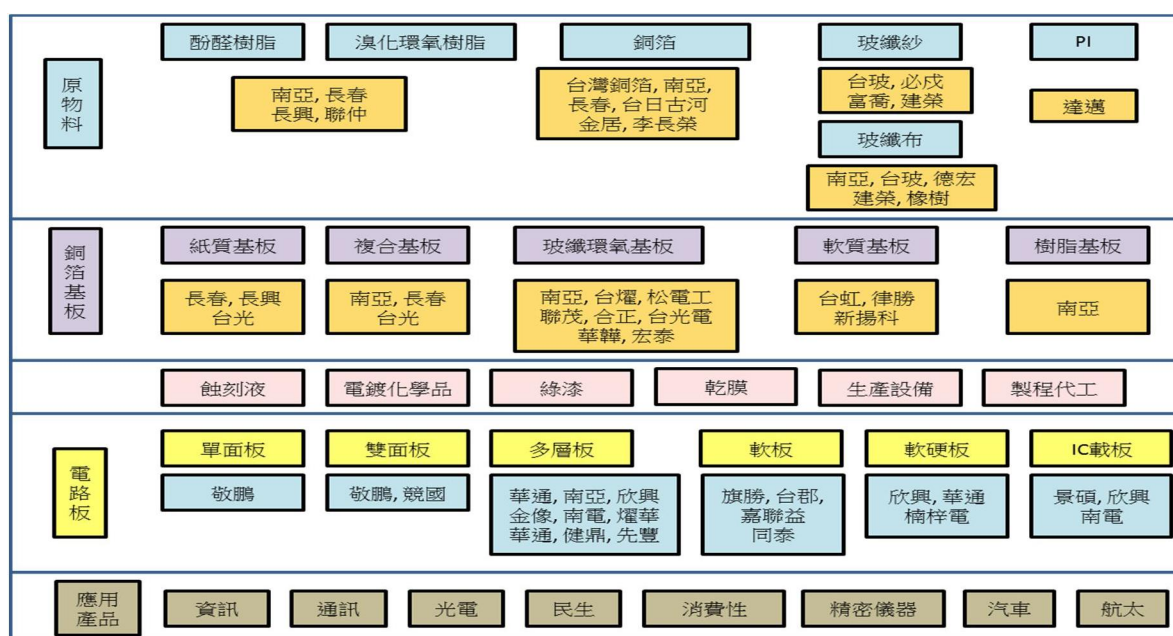 原
物
料
酚醛樹脂
溴化環氧樹脂
銅箔
玻纖紗
PI
南亞, 長春
長興, 聯仲
台灣銅箔, 南亞,
長春, 台日古河
金居, 李長榮
台玻, 必成
富喬, 建榮
達邁
玻纖布
南亞, 台玻, 德宏
建榮, 橡樹
銅
箔
基
板
紙質基板
複合基板
玻纖環氧基板
軟質基板
樹脂基板
長春, 長興
台光
南亞, 長春
台光
南亞, 台燿, 松電工
聯茂, 合正, 台光電
華韡, 宏泰
台虹, 律勝
新揚科
南亞
蝕刻液
電鍍化學品
綠漆
乾膜
生產設備
製程代工
電
路
板
單面板
雙面板
多層板
軟板
軟硬板
IC載板
敬鵬
敬鵬, 競國
華通, 南亞, 欣興
金像, 南電, 燿華
華通, 健鼎, 先豐
旗勝, 台郡,
嘉聯益
同泰
欣興, 華通
楠梓電
景碩, 欣興
南電
應用
產品
資訊
通訊
光電
民生
消費性
精密儀器
汽車
航太